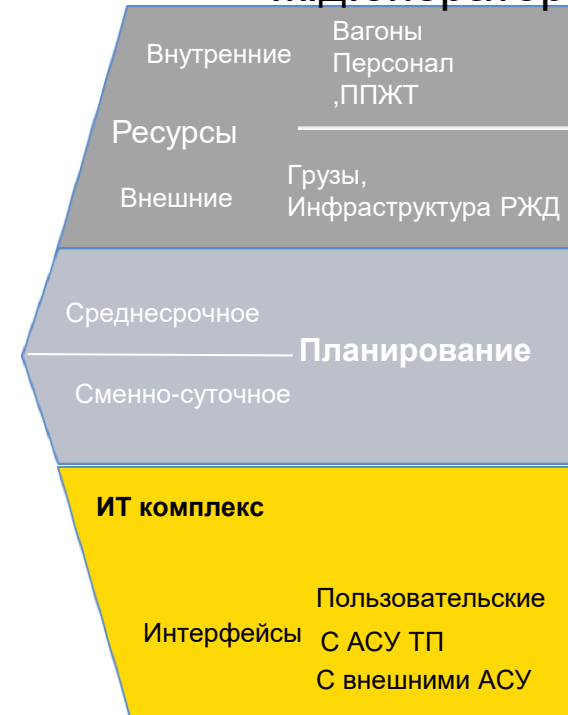 Внутренние
Вагоны
Персонал
,ППЖТ
Ресурсы
Внешние
Грузы,
Инфраструктура РЖД
Среднесрочное
Планирование
Сменно-суточное
ИТ комплекс
Пользовательские
Интерфейсы
С АСУ ТП
С внешними АСУ